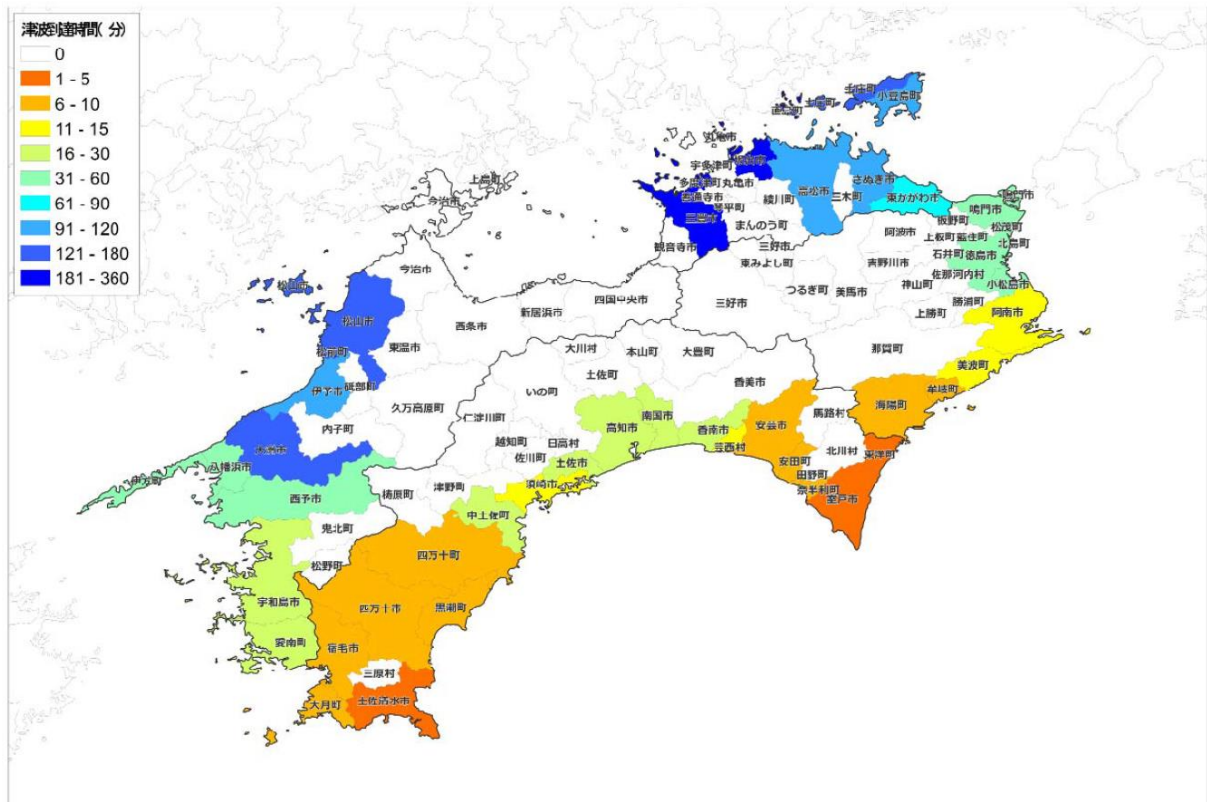 津波到達時間( 分)
0
1 - 5
6 - 10
11 - 15
16 - 30
31 - 60
61 - 90
91 - 120
121 - 180
181 - 360
土庄町
小豆島町
土庄町
直島町
丸亀市
宇多津町
坂出市
多度津町
丸亀市
善通寺市
琴平町
綾川町
高松市
三木町
さぬき市
東かがわ市
三豊市
まんのう町
観音寺市
上島町
今治市
今治市
鳴門市
鳴門市
板野町
松茂町
阿波市
上板町
藍住町
北島町
石井町
徳島市
吉野川市
佐那河内村
小松島市
神山町
三好市
東みよし町
つるぎ町
美馬市
三好市
勝浦町
上勝町
阿南市
那賀町
美波町
牟岐町
海陽町
松山市
松山市
松前町
東温市
西条市
新居浜市
四国中央市
伊予市
砥部町
久万高原町
内子町
大洲市
八幡浜市
伊方町
西予市
鬼北町
松野町
宇和島市
愛南町
大川村
本山町
大豊町
土佐町
いの町
香美市
仁淀川町
高知市
南国市
香南市
芸西村
安芸市
馬路村
北川村
東洋町
安田町
田野町
奈半利町
室戸市
越知町
日高村
佐川町
土佐市
須崎市
津野町
梼原町
中土佐町
四万十町
四万十市
黒潮町
宿毛市
三原村
大月町
土佐清水市